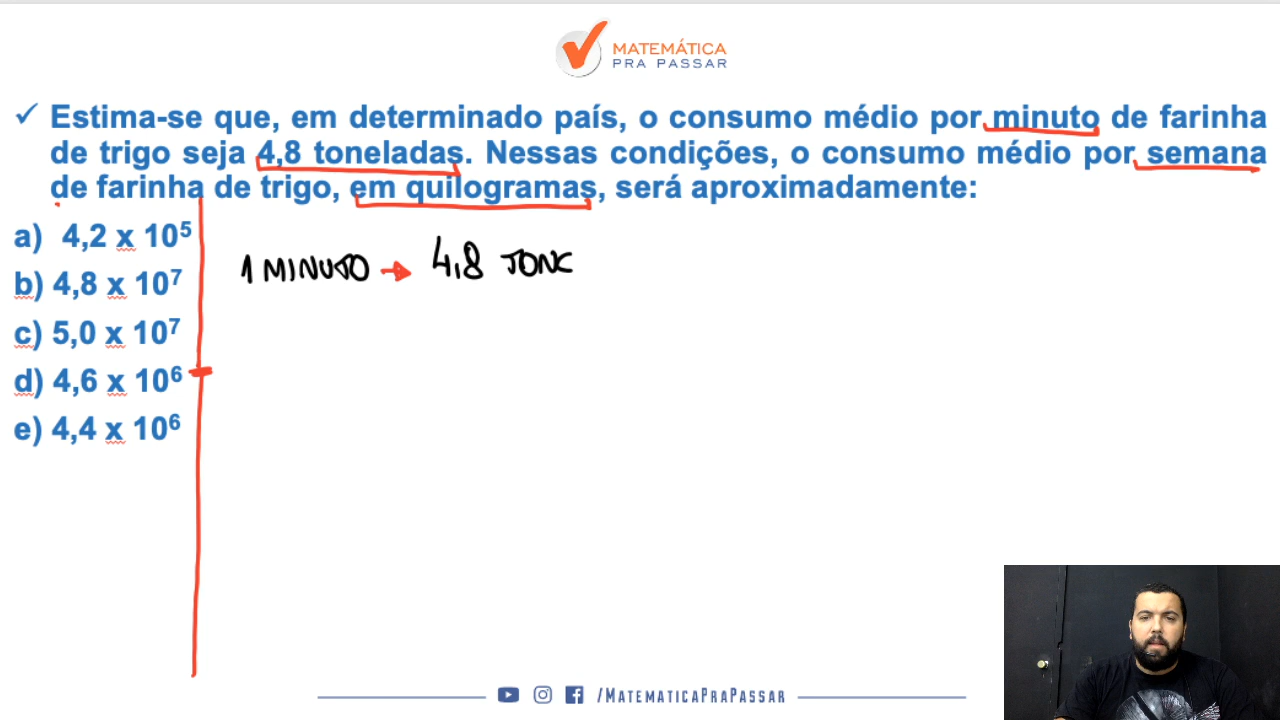 MATEMÁTICA
PRA PASSAR
✓ Estima-se que, em determinado país, o consumo médio por minuto de farinha
de trigo seja 4,8 toneladas. Nessas condições, o consumo médio por semana
de farinha de trigo, em quilogramas, será aproximadamente:
a) 4,2 x 10⁵
b) 4,8 x 10⁷
c) 5,0 x 10⁷
d) 4,6 x 10⁶
e) 4,4 x 10⁶
1 MINUTO → 4,8 TONE
/MATEMATICAPRAPASSAR